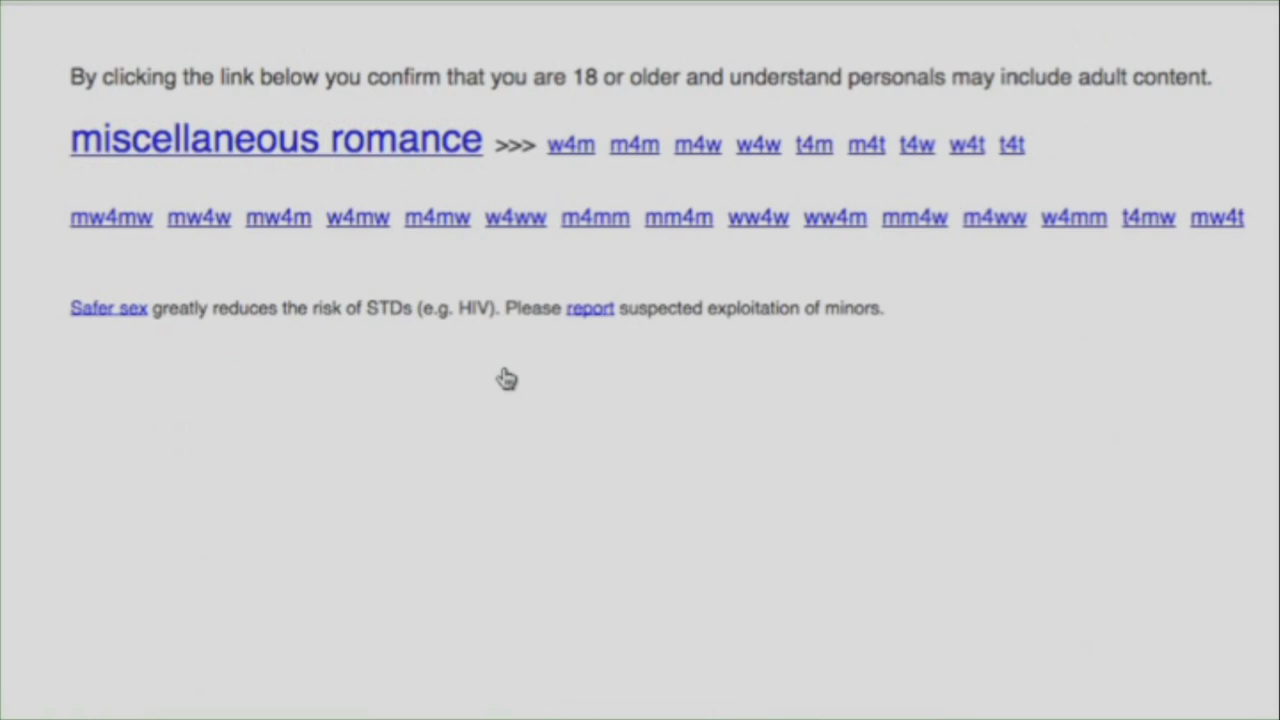 By clicking the link below you confirm that you are 18 or older and understand personals may include adult content.
miscellaneous romance >>> w4m m4m m4w w4w t4m m4t t4w w4t t4t
mw4mw mw4w mw4m w4mw m4mw w4ww m4mm mm4m ww4w ww4m mm4w m4ww w4mm t4mw mw4t
Safer sex greatly reduces the risk of STDs (e.g. HIV). Please report suspected exploitation of minors.